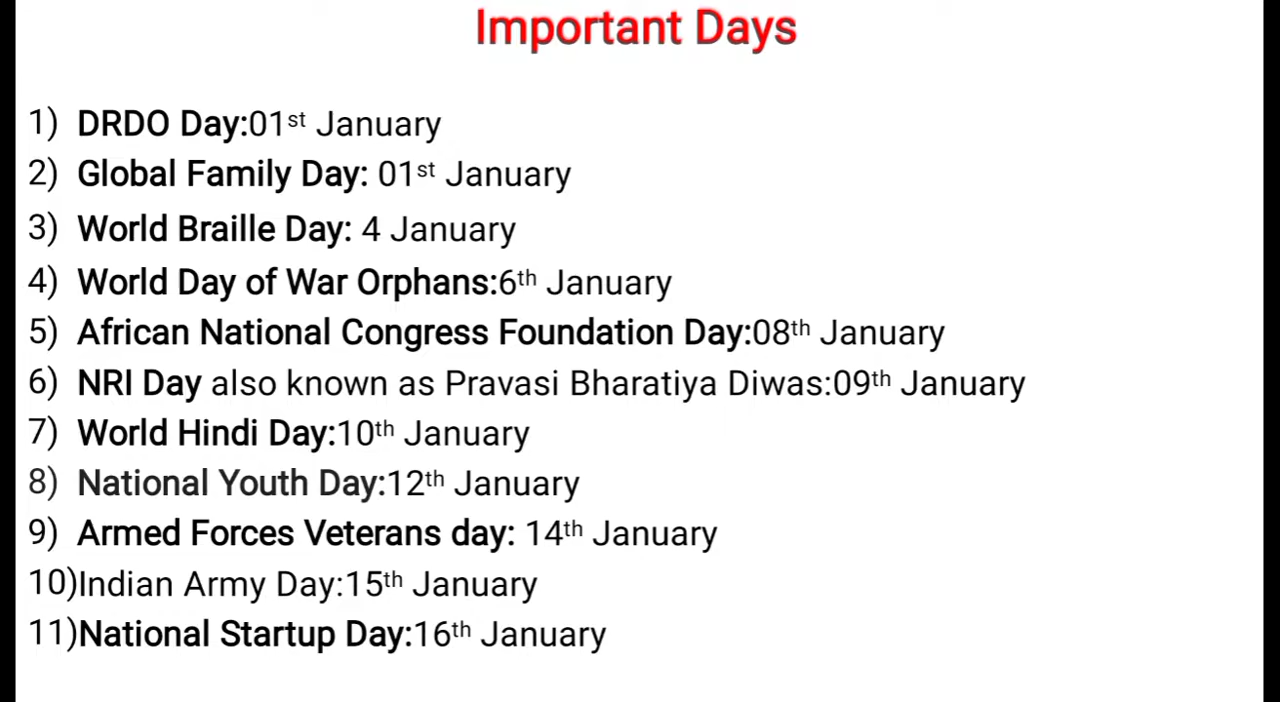 Important Days
1) DRDO Day:01st January
2) Global Family Day: 01st January
3) World Braille Day: 4 January
4) World Day of War Orphans:6th January
5) African National Congress Foundation Day:08th January
6) NRI Day also known as Pravasi Bharatiya Diwas:09th January
7) World Hindi Day:10th January
8) National Youth Day:12th January
9) Armed Forces Veterans day: 14th January
10)Indian Army Day:15th January
11)National Startup Day:16th January